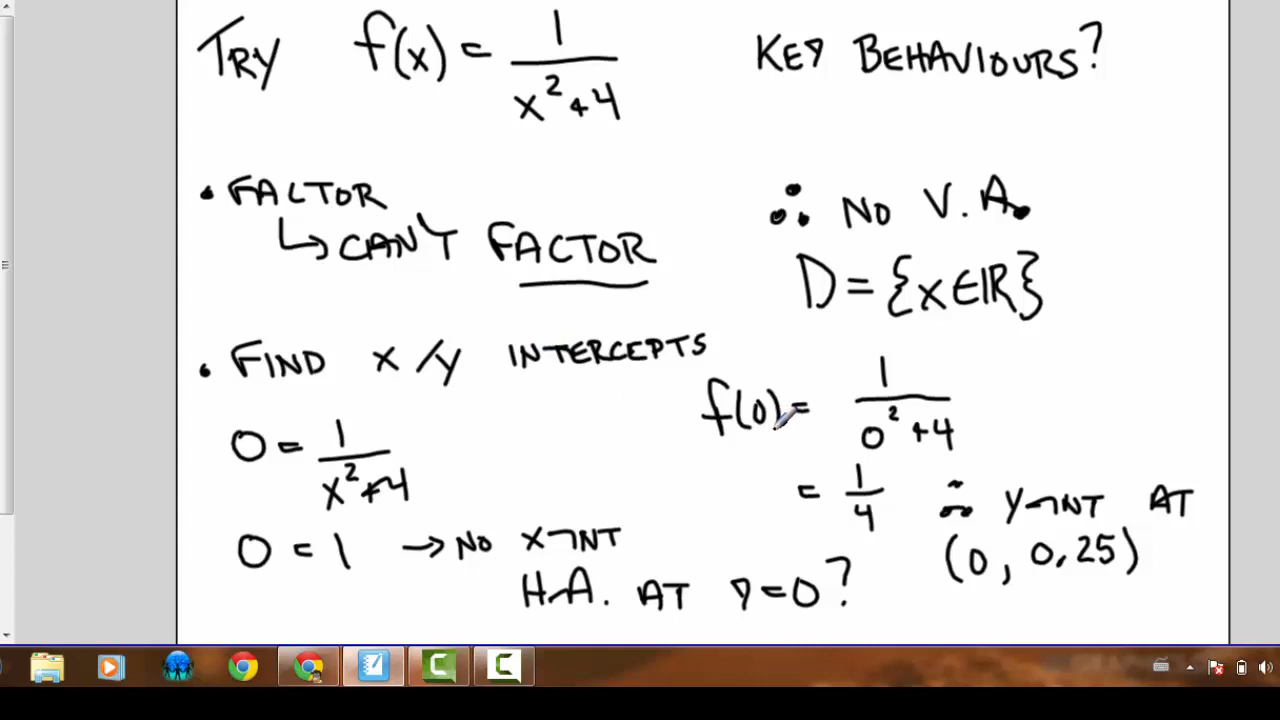 TRY f(x) = 1/(x²+4) KEY BEHAVIOURS?
• FACTOR
↳ CAN'T FACTOR
∴ NO V.A.
D = {x∈ℝ}
• FIND x/y INTERCEPTS
0 = 1/(x²+4)
0 = 1 → NO x-INT
H.A. AT y=0?
f(0) = 1/(0²+4)
= 1/4 ∴ y-INT AT
(0, 0.25)